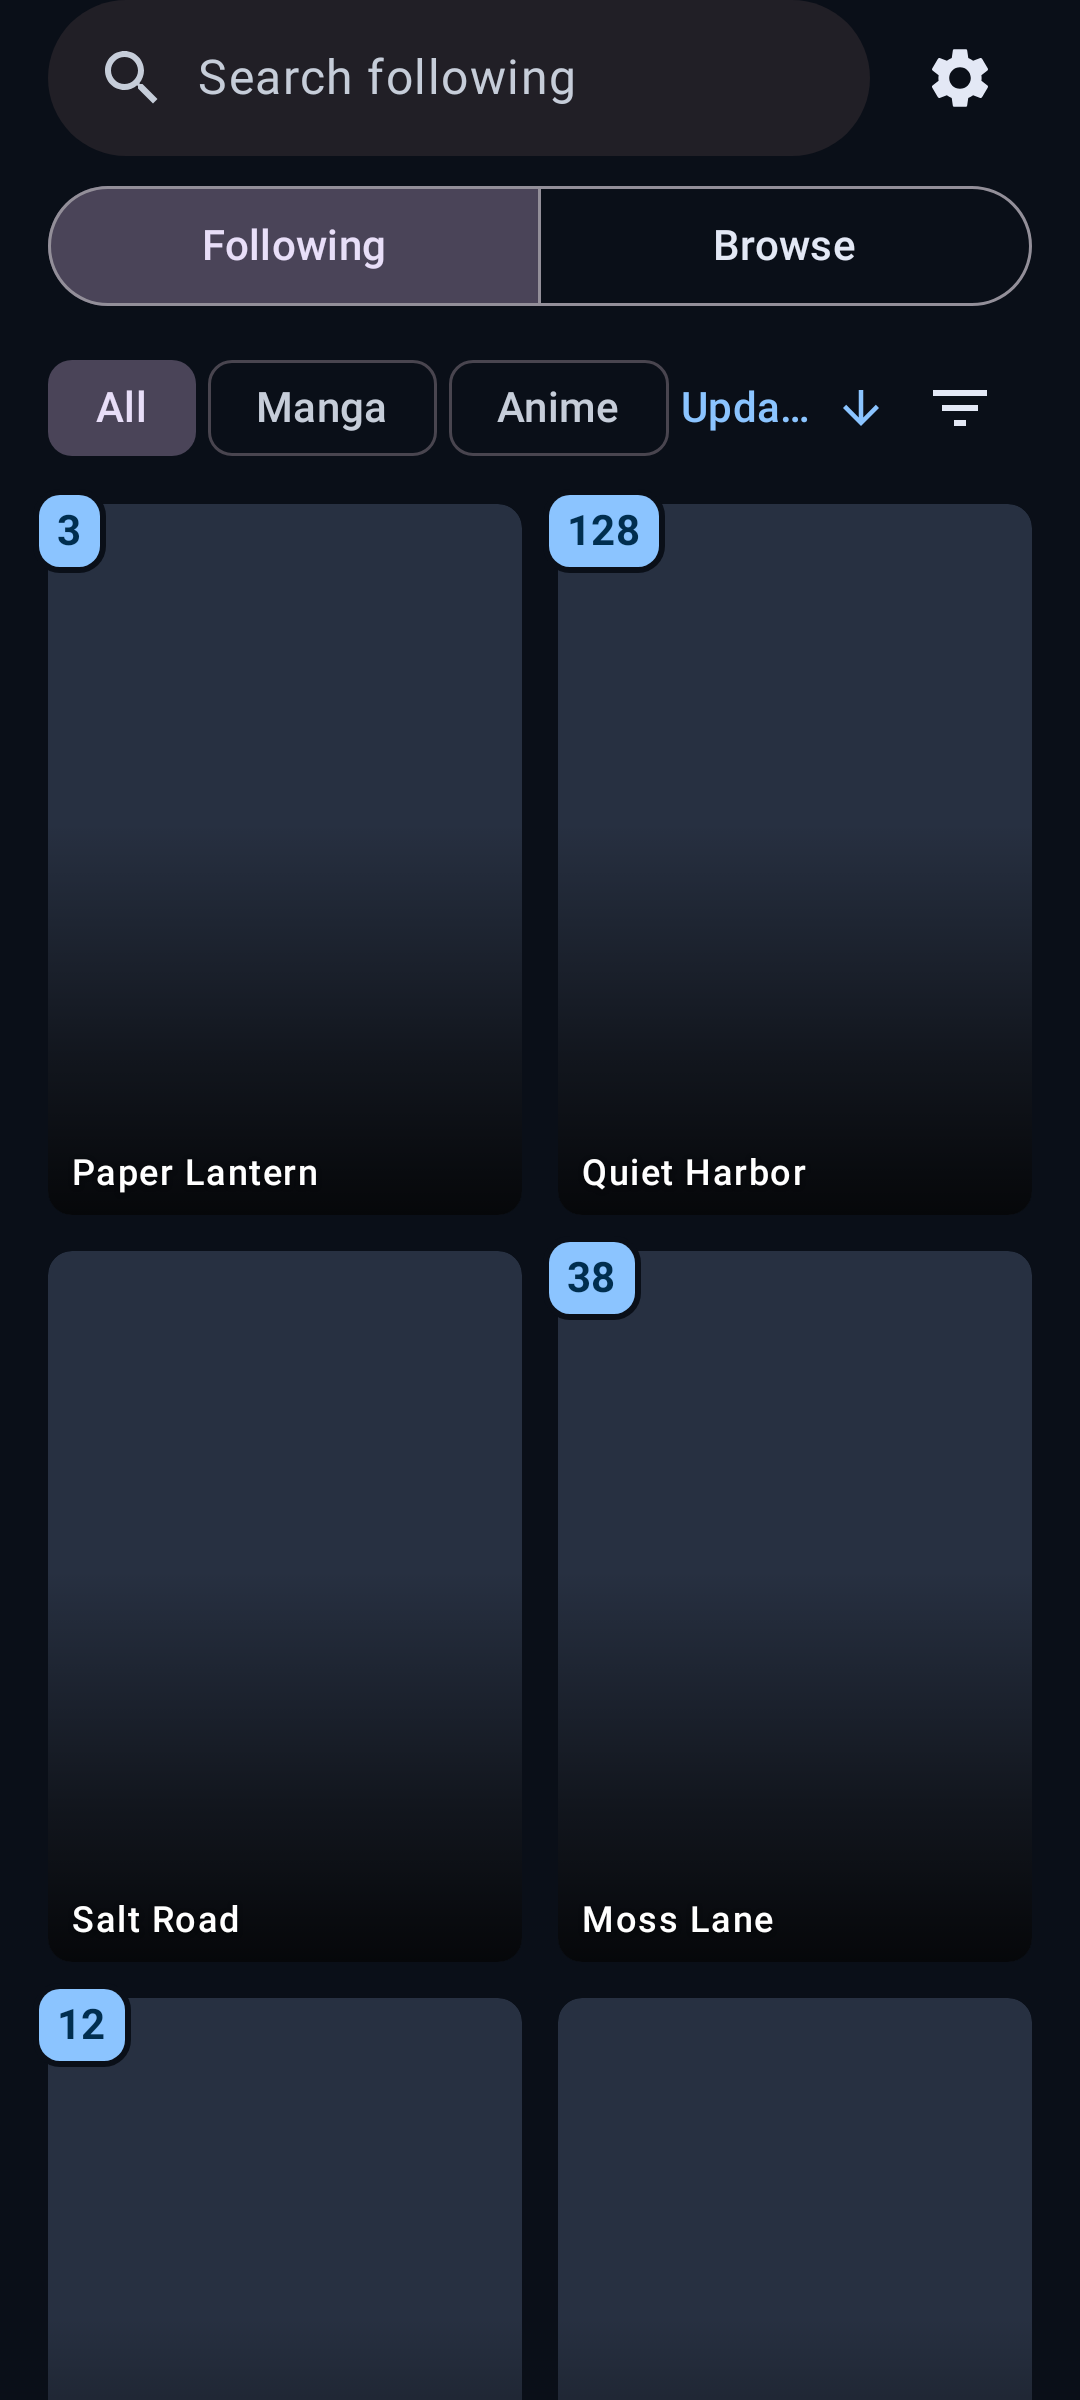 Search following
Following
Browse
All
Manga
Anime
Upda…
3
128
Paper Lantern
Quiet Harbor
38
Salt Road
Moss Lane
12